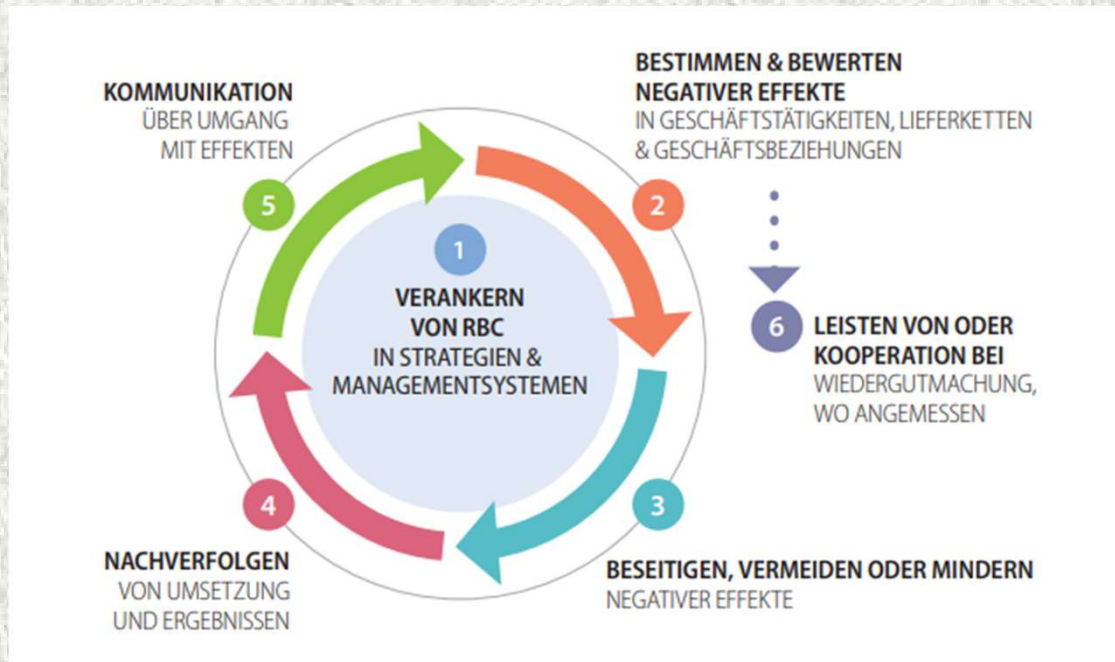 1
VERANKERN
VON RBC
IN STRATEGIEN &
MANAGEMENTSYSTEMEN
BESTIMMEN & BEWERTEN
NEGATIVER EFFEKTE
IN GESCHÄFTSTÄTIGKEITEN, LIEFERKETTEN
& GESCHÄFTSBEZIEHUNGEN
2
3
BESEITIGEN, VERMEIDEN ODER MINDERN
NEGATIVER EFFEKTE
4
NACHVERFOLGEN
VON UMSETZUNG
UND ERGEBNISSEN
KOMMUNIKATION
ÜBER UMGANG
MIT EFFEKTEN
5
6
LEISTEN VON ODER
KOOPERATION BEI
WIEDERGUTMACHUNG,
WO ANGEMESSEN